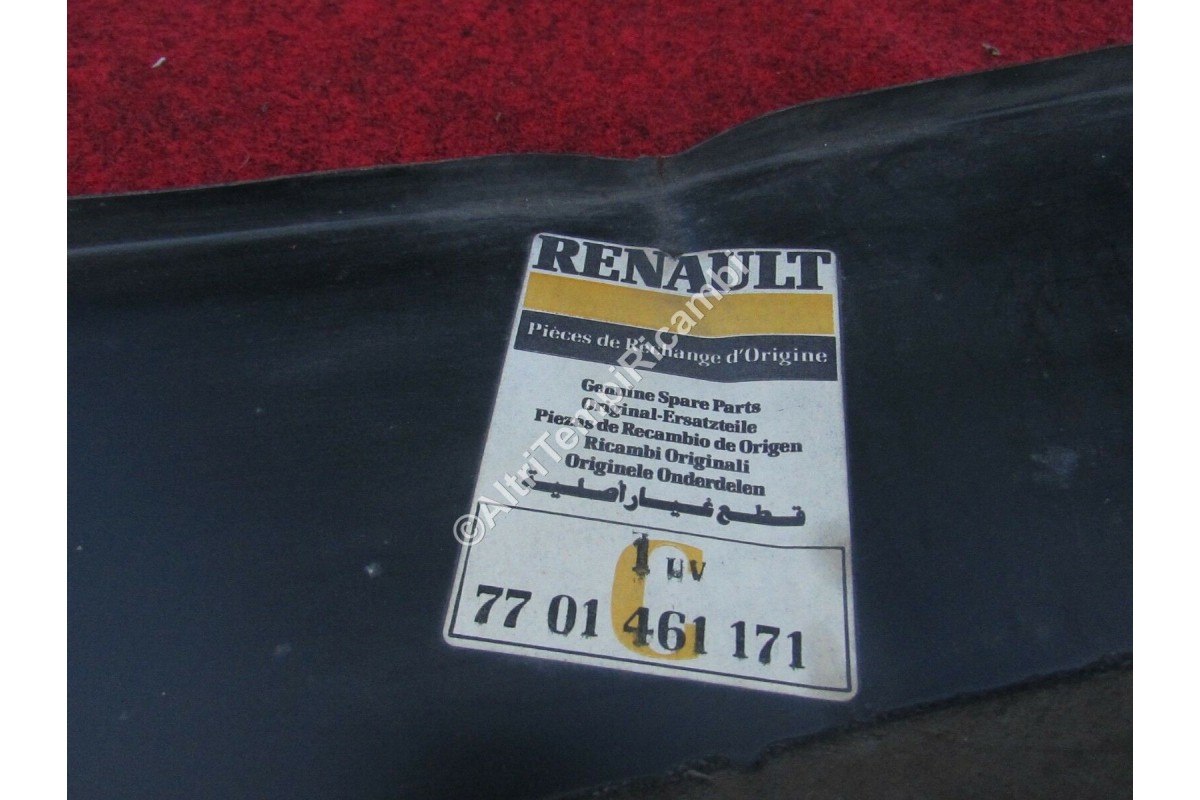 RENAULT
Pièces de Rechange d'Origine
Genuine Spare Parts
Original-Ersatzteile
Piezas de Recambio de Origen
Ricambi Originali
Originele Onderdelen
قطع غيار أصلية
1 UV
C
77 01 461 171
©AltriTempiRicambi